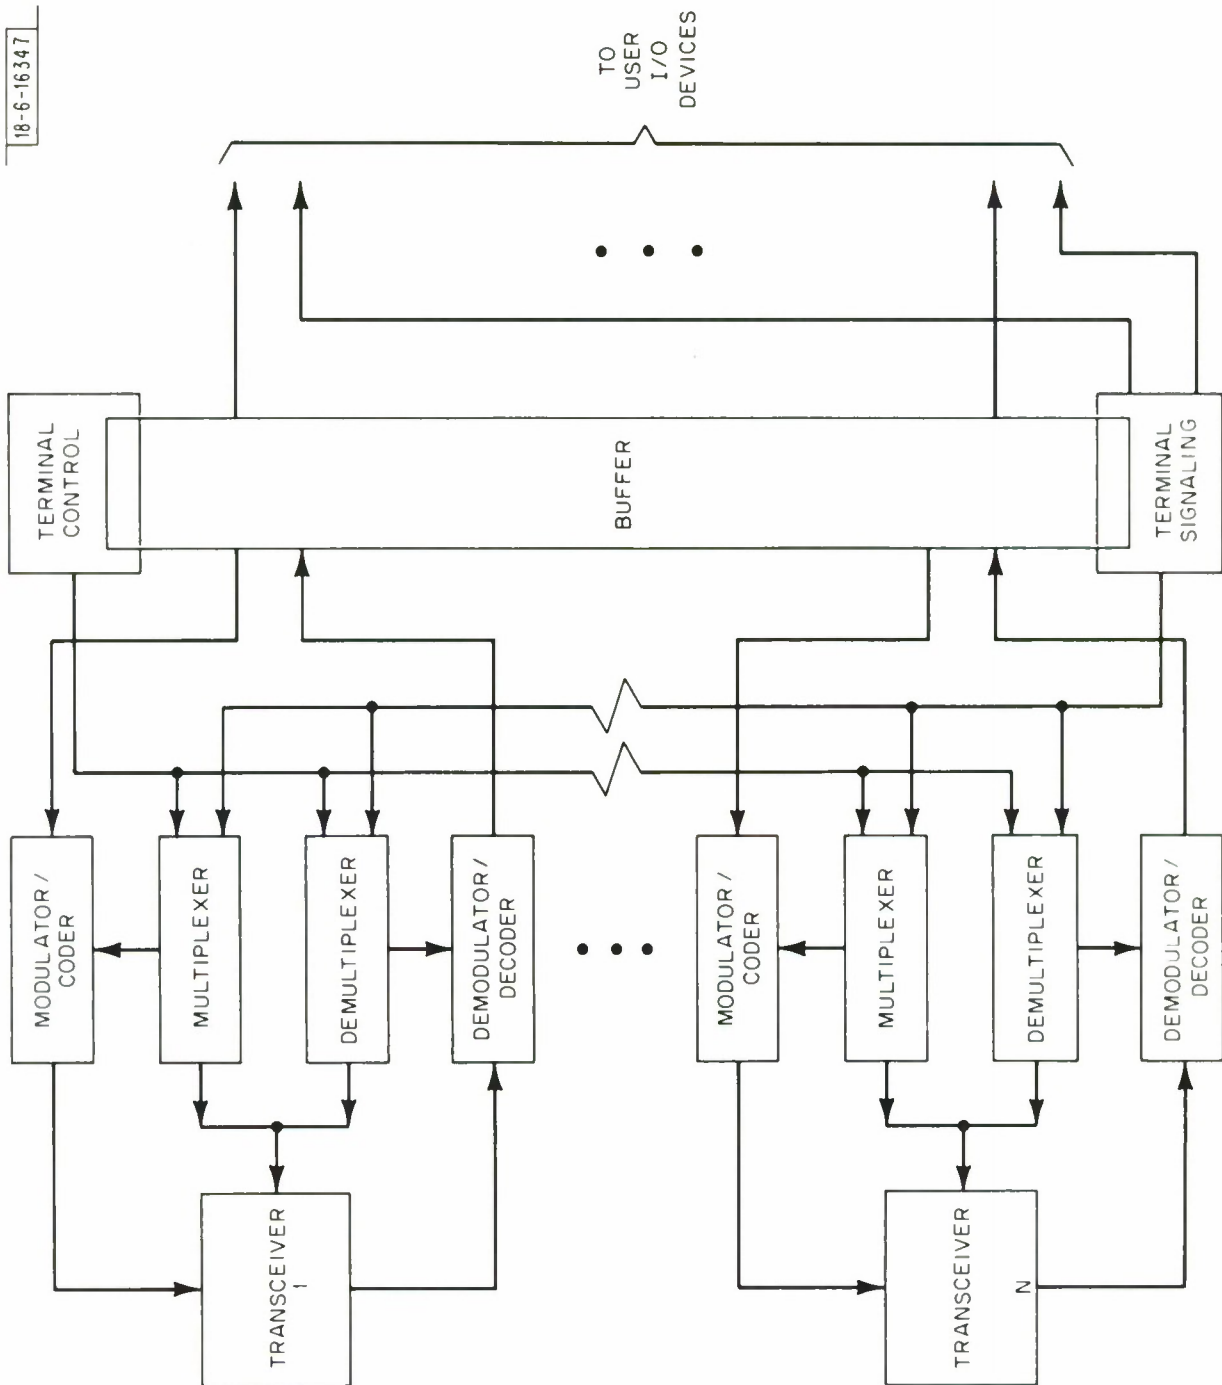 18-6-16347
TO
USER
I/O
DEVICES
TERMINAL
CONTROL
BUFFER
TERMINAL
SIGNALING
MODULATOR/
CODER
MULTIPLEXER
DEMULTIPLEXER
DEMODULATOR/
DECODER
MODULATOR/
CODER
MULTIPLEXER
DEMULTIPLEXER
DEMODULATOR/
DECODER
TRANSCEIVER
1
TRANSCEIVER
N